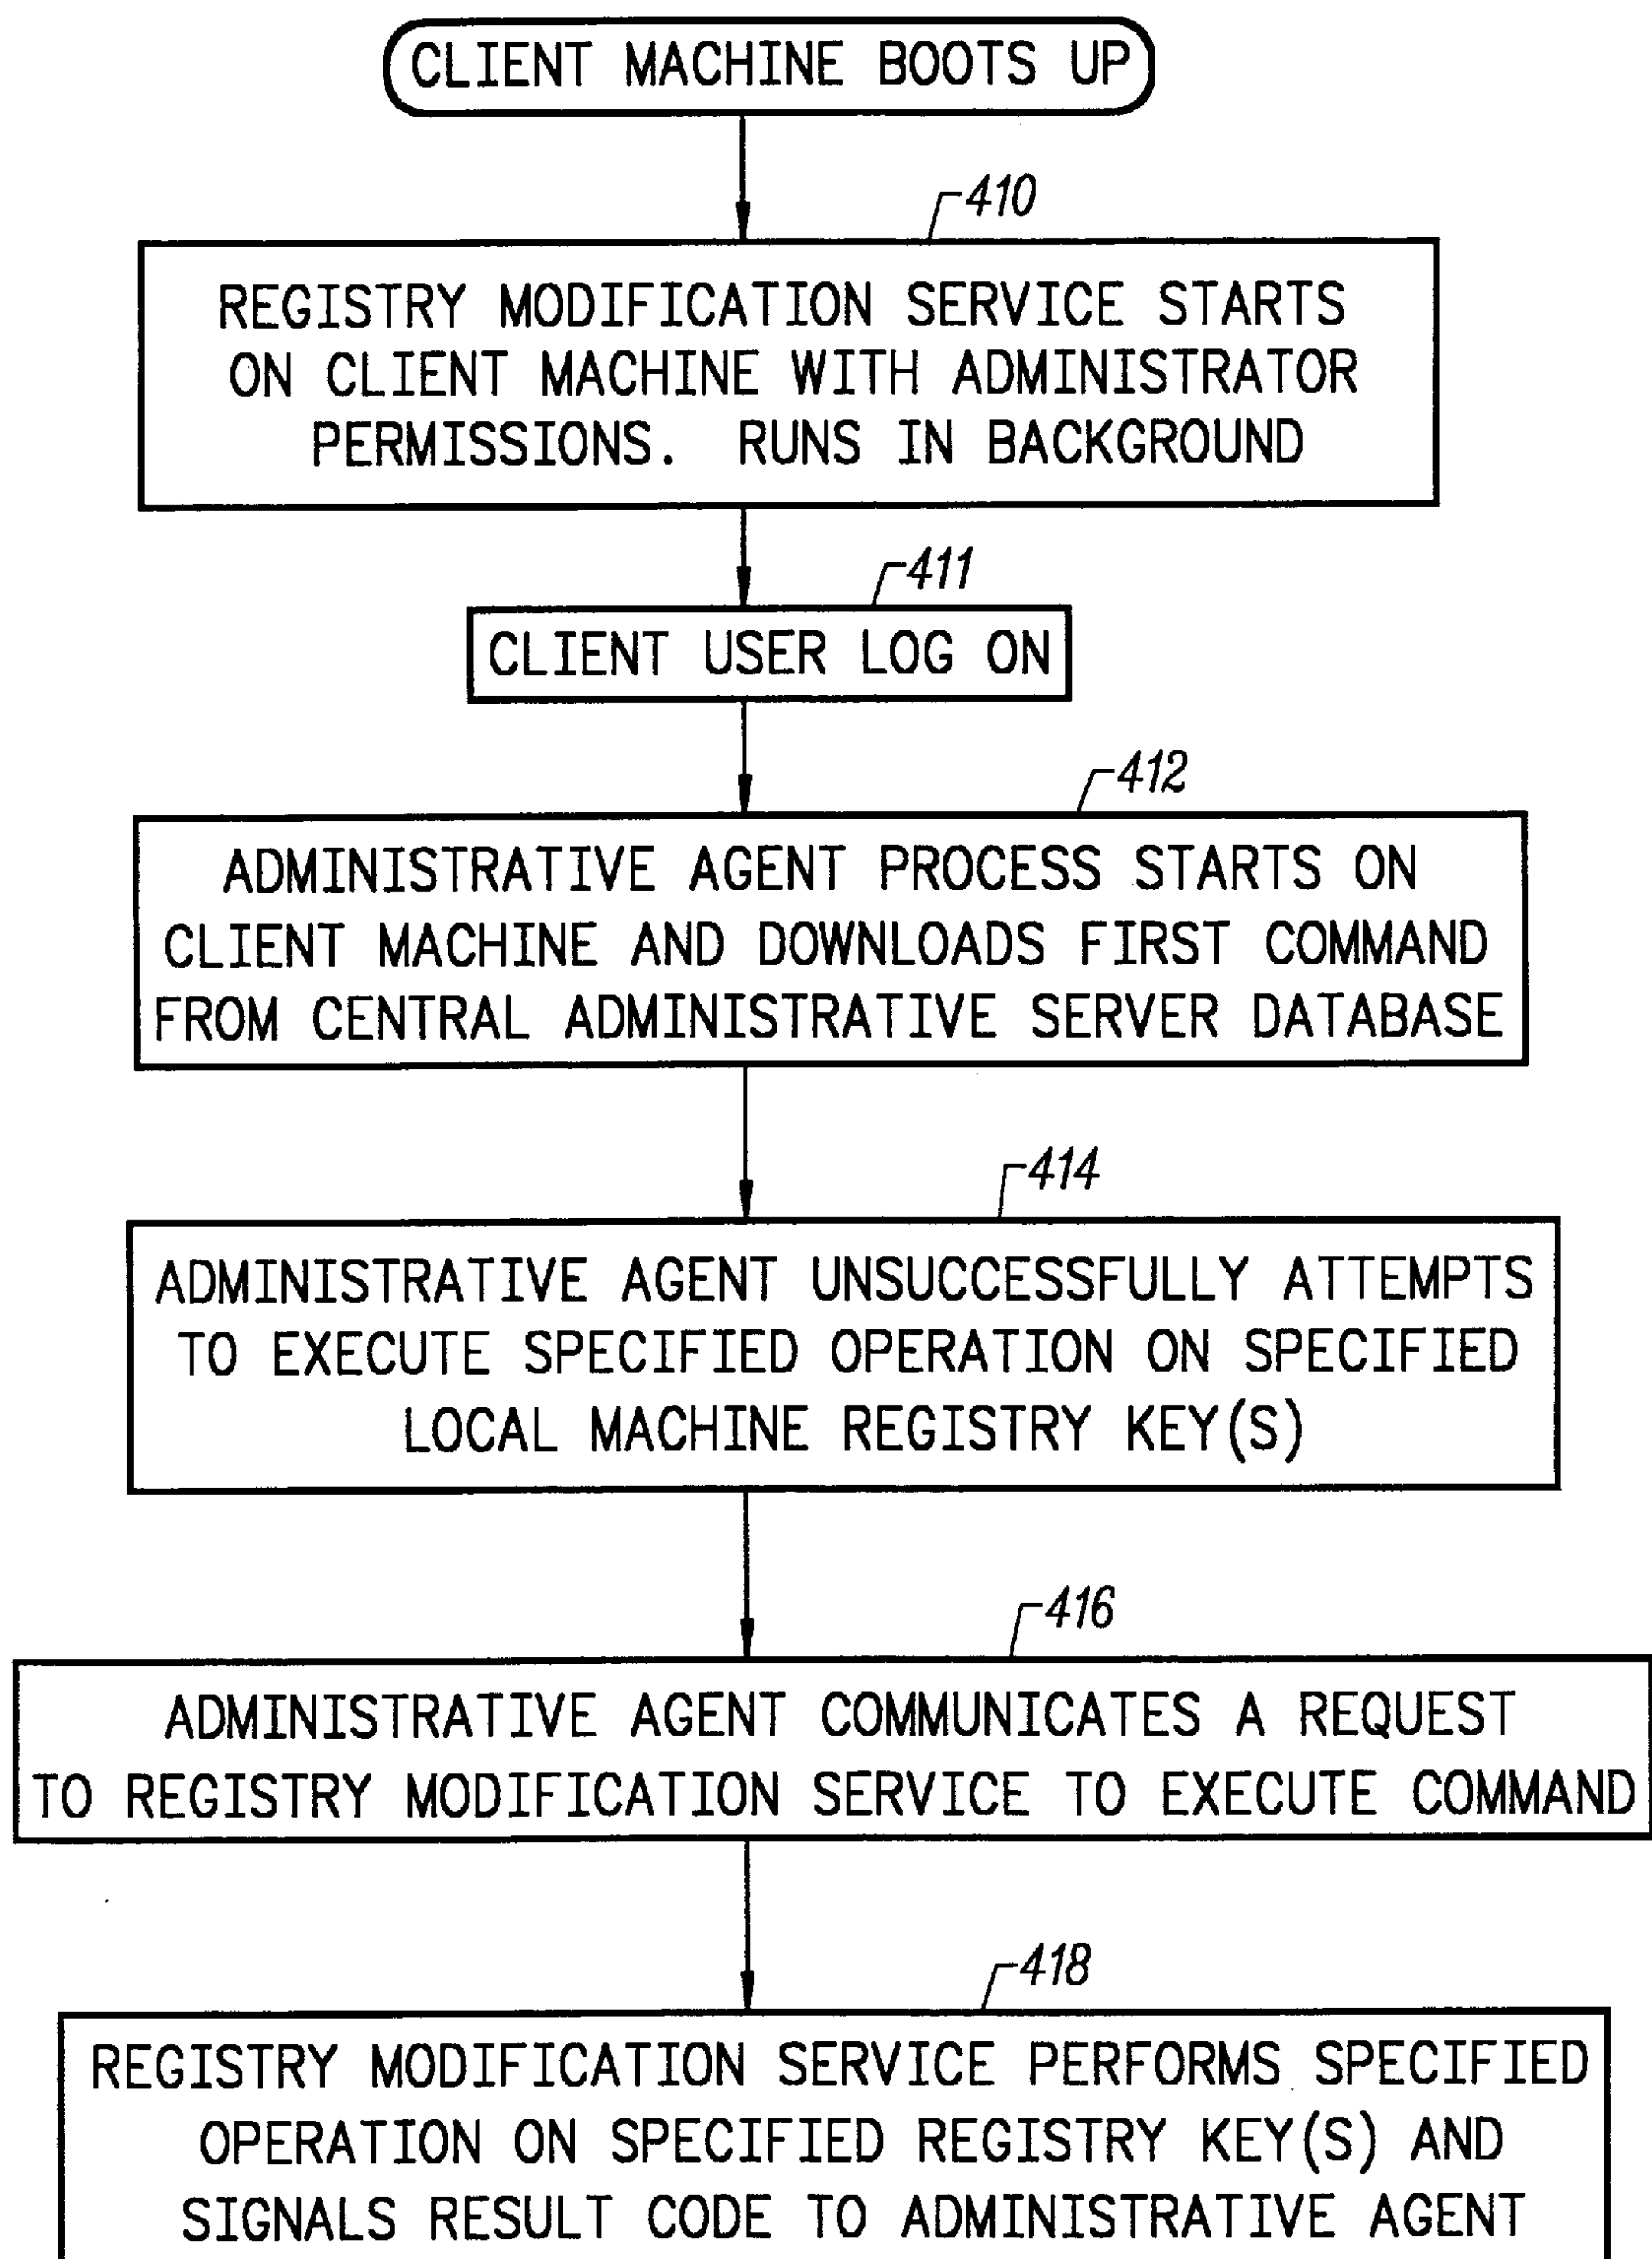 CLIENT MACHINE BOOTS UP
410
REGISTRY MODIFICATION SERVICE STARTS
ON CLIENT MACHINE WITH ADMINISTRATOR
PERMISSIONS. RUNS IN BACKGROUND
411
CLIENT USER LOG ON
412
ADMINISTRATIVE AGENT PROCESS STARTS ON
CLIENT MACHINE AND DOWNLOADS FIRST COMMAND
FROM CENTRAL ADMINISTRATIVE SERVER DATABASE
414
ADMINISTRATIVE AGENT UNSUCCESSFULLY ATTEMPTS
TO EXECUTE SPECIFIED OPERATION ON SPECIFIED
LOCAL MACHINE REGISTRY KEY(S)
416
ADMINISTRATIVE AGENT COMMUNICATES A REQUEST
TO REGISTRY MODIFICATION SERVICE TO EXECUTE COMMAND
418
REGISTRY MODIFICATION SERVICE PERFORMS SPECIFIED
OPERATION ON SPECIFIED REGISTRY KEY(S) AND
SIGNALS RESULT CODE TO ADMINISTRATIVE AGENT